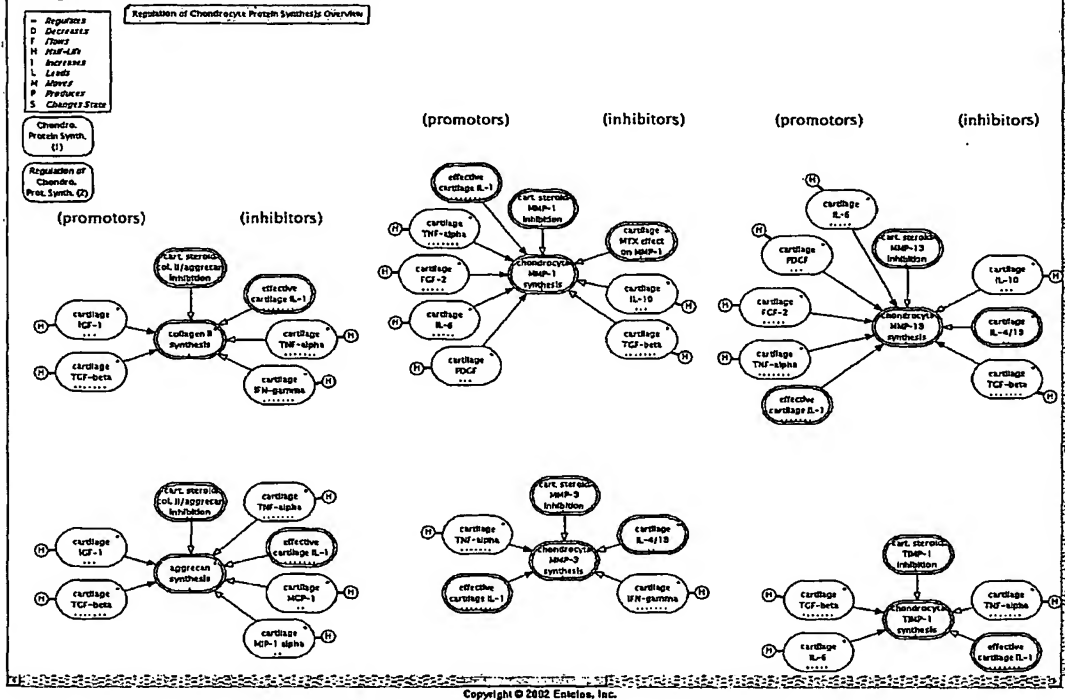 Regulation of Chondrocyte Protein Synthesis Overview
= Regulates
D Decreases
F Flows
H Half-Life
I Increases
L Leads
M Moves
P Produces
S Changes State
Chondro.
Protein Synth.
(1)
Regulation of
Chondro.
Prot. Synth. (2)
(promotors)
(inhibitors)
cart. steroid
col. II/aggrecan
inhibition
effective
cartilage IL-1
H
cartilage
IGF-1
collagen II
synthesis
cartilage
TNF-alpha
H
H
cartilage
TGF-beta
cartilage
IFN-gamma
H
(promotors)
(inhibitors)
effective
cartilage IL-1
cart. steroid
MMP-1
inhibition
H
cartilage
TNF-alpha
cartilage
MTX effect
on MMP-1
H
cartilage
FGF-2
chondrocyte
MMP-1
synthesis
cartilage
IL-10
H
H
cartilage
IL-6
cartilage
TGF-beta
H
H
cartilage
PDGF
(promotors)
(inhibitors)
H
cartilage
IL-6
H
cartilage
PDGF
cart. steroid
MMP-13
inhibition
cartilage
IL-10
H
H
cartilage
FGF-2
chondrocyte
MMP-13
synthesis
cartilage
IL-4/13
H
cartilage
TNF-alpha
cartilage
TGF-beta
H
effective
cartilage IL-1
cart. steroid
col. II/aggrecan
inhibition
cartilage
TNF-alpha
H
H
cartilage
IGF-1
effective
cartilage IL-1
aggrecan
synthesis
H
cartilage
TGF-beta
cartilage
MCP-1
H
cartilage
MIP-1 alpha
H
cart. steroid
MMP-3
inhibition
H
cartilage
TNF-alpha
cartilage
IL-4/13
chondrocyte
MMP-3
synthesis
effective
cartilage IL-1
cartilage
IFN-gamma
H
cart. steroid
TIMP-1
inhibition
H
cartilage
TGF-beta
cartilage
TNF-alpha
H
chondrocyte
TIMP-1
synthesis
H
cartilage
IL-6
effective
cartilage IL-1
Copyright © 2002 Entelos, Inc.